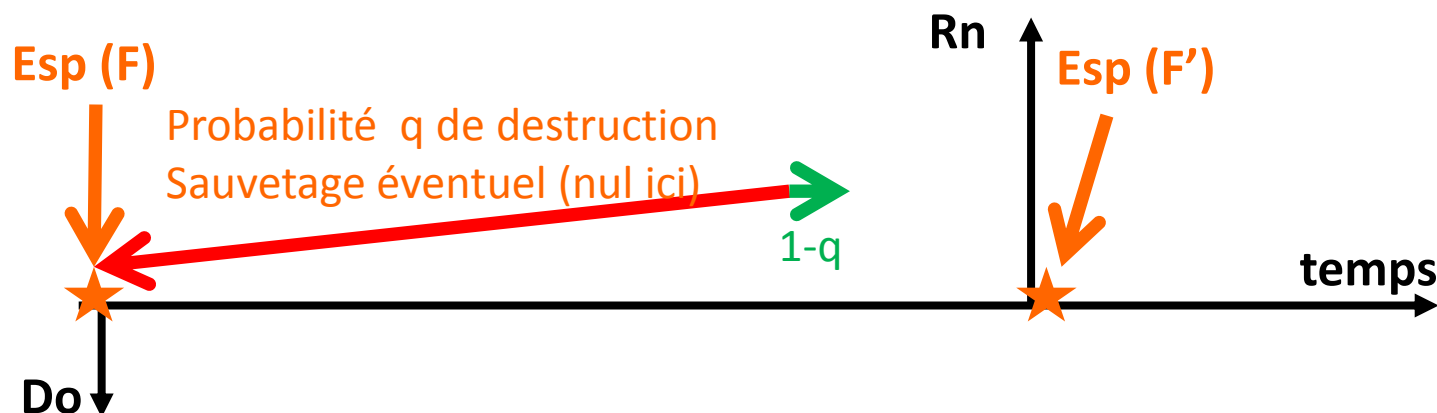 Rn
Esp (F)
Esp (F’)
Probabilité q de destruction
Sauvetage éventuel (nul ici)
1-q
temps
Do